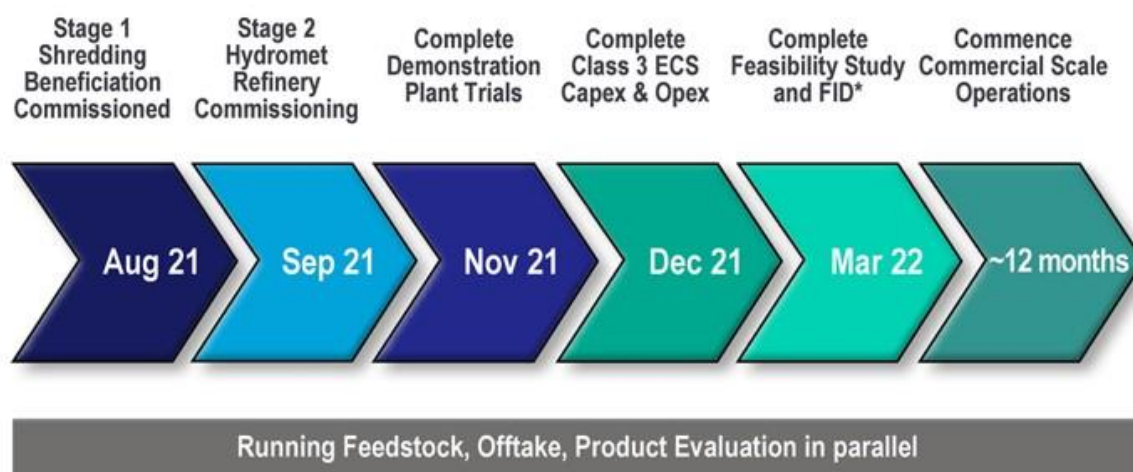 Stage 1
Shredding
Beneficiation
Commissioned
Stage 2
Hydromet
Refinery
Commissioning
Complete
Demonstration
Plant Trials
Complete
Class 3 ECS
Capex & Opex
Complete
Feasibility Study
and FID*
Commence
Commercial Scale
Operations
Aug 21
Sep 21
Nov 21
Dec 21
Mar 22
~12 months
Running Feedstock, Offtake, Product Evaluation in parallel